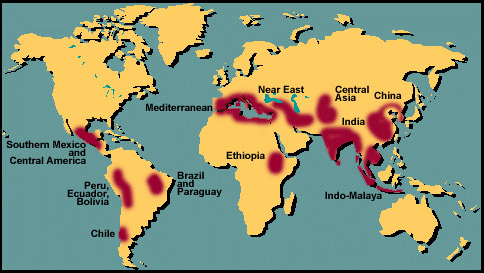 Near East
Central
Asia
China
Mediterranean
India
Southern Mexico
and
Central America
Ethiopia
Peru,
Ecuador,
Bolivia
Brazil
and
Paraguay
Indo-Malaya
Chile